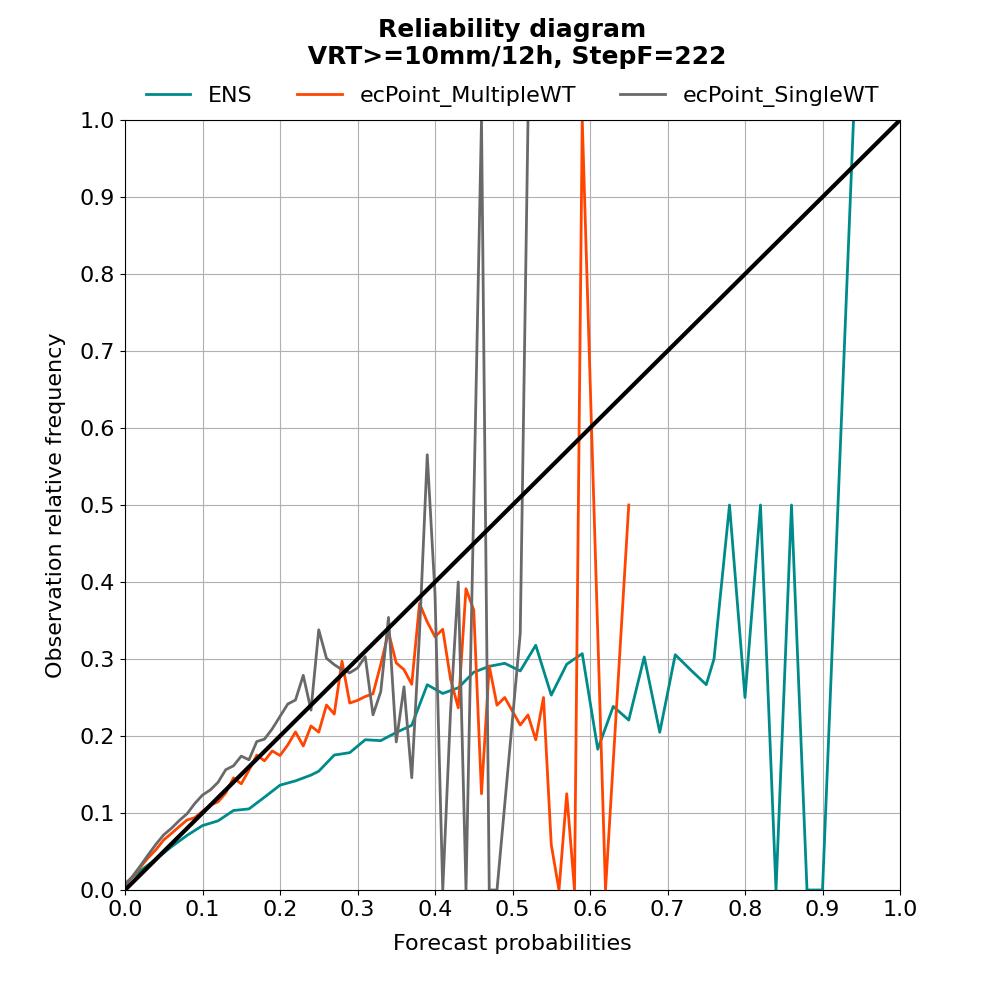 Reliability diagram
VRT>=10mm/12h, StepF=222
ENS ecPoint_MultipleWT ecPoint_SingleWT
1.0
0.9
0.8
0.7
0.6
0.5
0.4
0.3
0.2
0.1
0.0
Observation relative frequency
0.0 0.1 0.2 0.3 0.4 0.5 0.6 0.7 0.8 0.9 1.0
Forecast probabilities